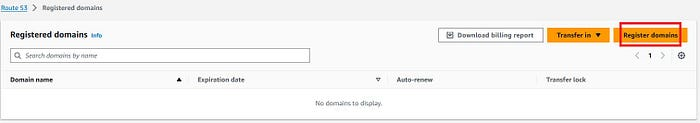 Route 53 > Registered domains
Registered domains Info
Download billing report
Transfer in
Register domains
Search domains by name
1
Domain name
Expiration date
Auto-renew
Transfer lock
No domains to display.